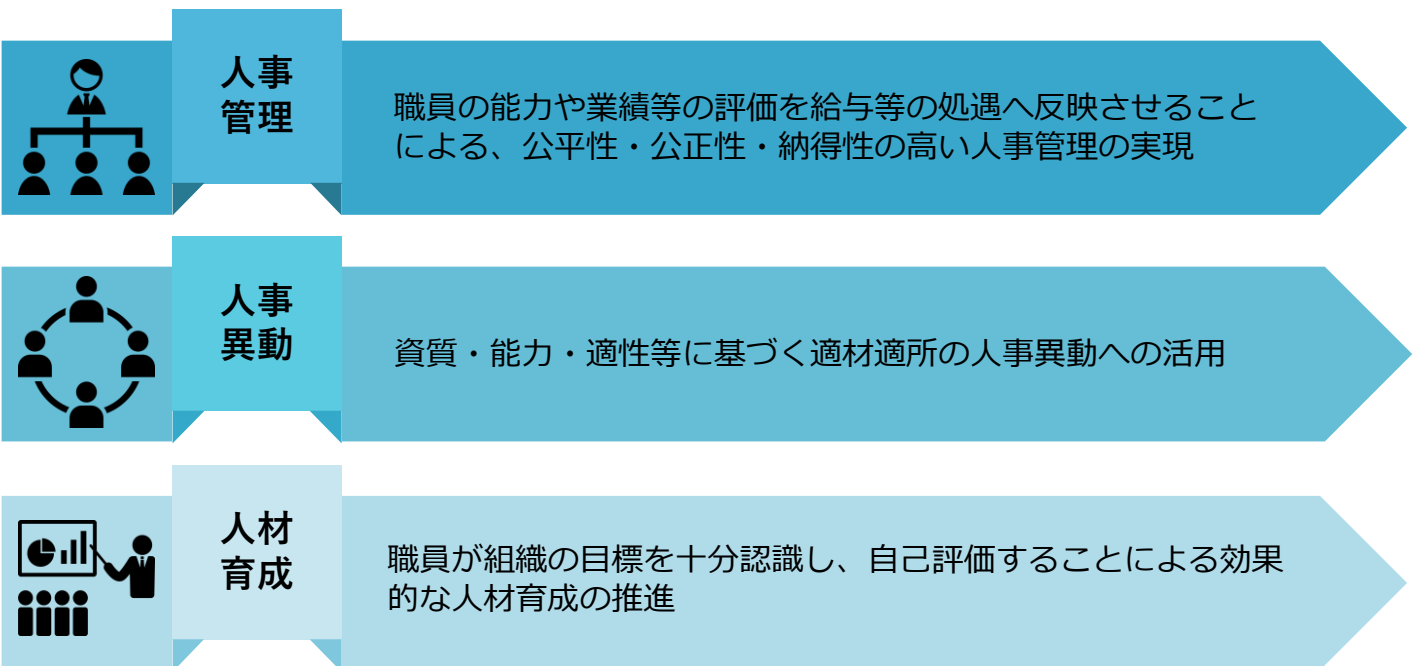 人事
管理
職員の能力や業績等の評価を給与等の処遇へ反映させること
による、公平性・公正性・納得性の高い人事管理の実現
人事
異動
資質・能力・適性等に基づく適材適所の人事異動への活用
人材
育成
職員が組織の目標を十分認識し、自己評価することによる効果
的な人材育成の推進